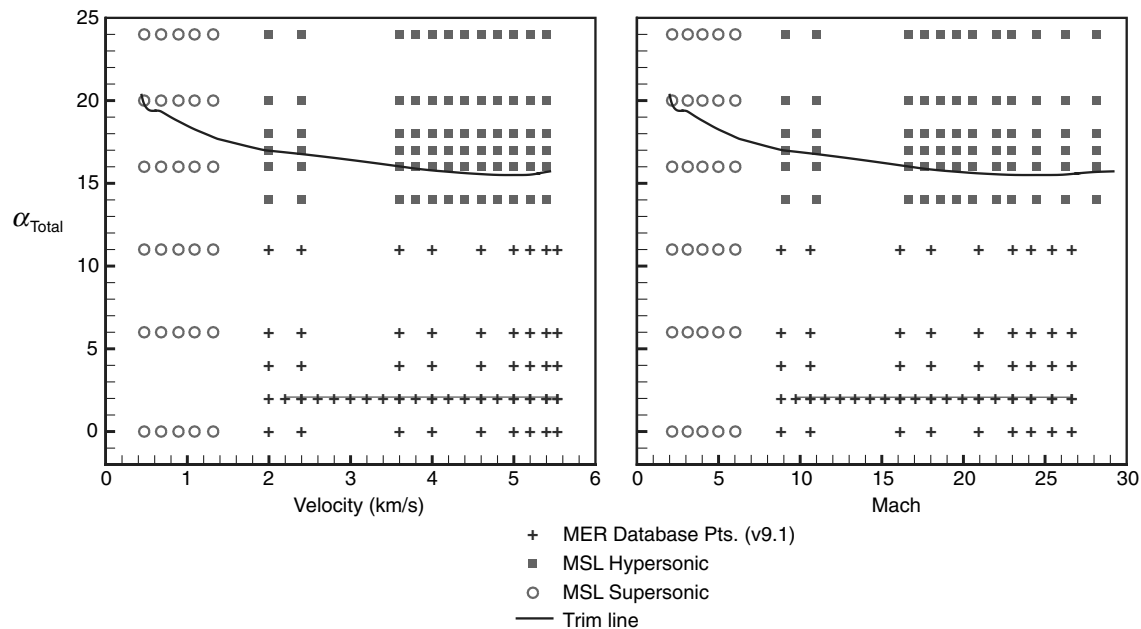 25
20
15
10
5
0
α Total
0 1 2 3 4 5 6
Velocity (km/s)
0 5 10 15 20 25 30
Mach
MER Database Pts. (v9.1)
MSL Hypersonic
MSL Supersonic
Trim line